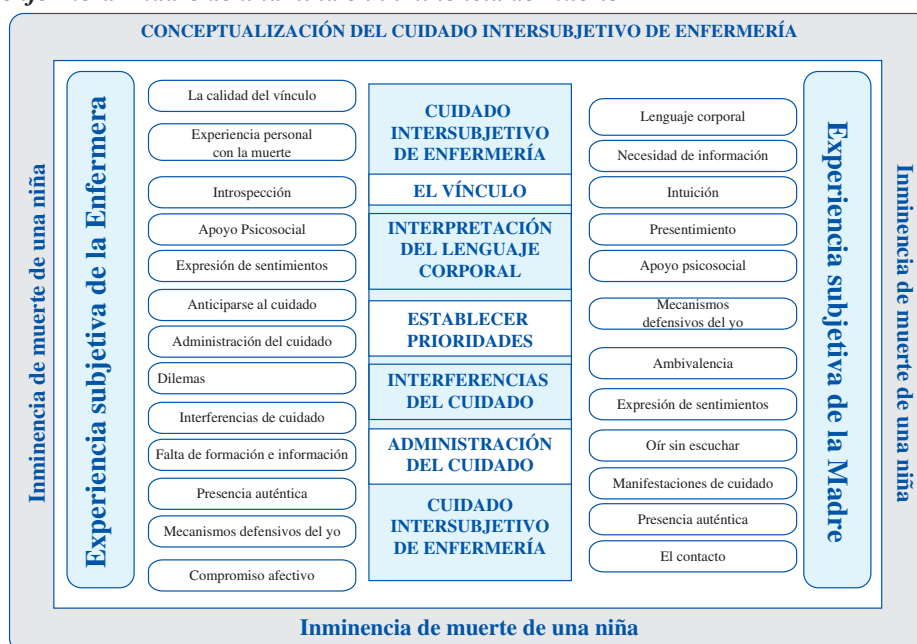 CONCEPTUALIZACIÓN DEL CUIDADO INTERSUBJETIVO DE ENFERMERÍA
Inminencia de muerte de una niña
Experiencia subjetiva de la Enfermera
La calidad del vínculo
Experiencia personal
con la muerte
Introspección
Apoyo Psicosocial
Expresión de sentimientos
Anticiparse al cuidado
Administración del cuidado
Dilemas
Interferencias de cuidado
Falta de formación e información
Presencia auténtica
Mecanismos defensivos del yo
Compromiso afectivo
CUIDADO
INTERSUBJETIVO
DE ENFERMERÍA
EL VÍNCULO
INTERPRETACIÓN
DEL LENGUAJE
CORPORAL
ESTABLECER
PRIORIDADES
INTERFERENCIAS
DEL CUIDADO
ADMINISTRACIÓN
DEL CUIDADO
CUIDADO
INTERSUBJETIVO
DE ENFERMERÍA
Lenguaje corporal
Necesidad de información
Intuición
Presentimiento
Apoyo psicosocial
Mecanismos
defensivos del yo
Ambivalencia
Expresión de sentimientos
Oír sin escuchar
Manifestaciones de cuidado
Presencia auténtica
El contacto
Experiencia subjetiva de la Madre
Inminencia de muerte de una niña
Inminencia de muerte de una niña